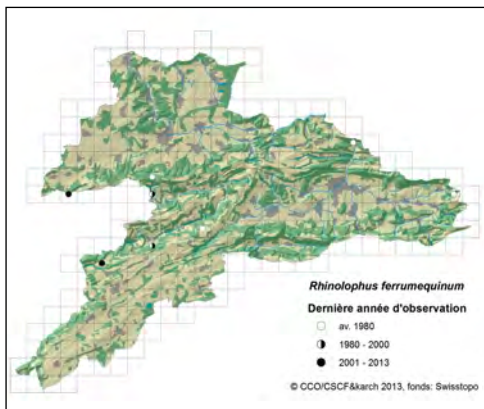 Rhinolophus ferrumequinum
Dernière année d'observation
av. 1980
1980 - 2000
2001 - 2013
© CCO/CSCF&karch 2013, fonds: Swisstopo